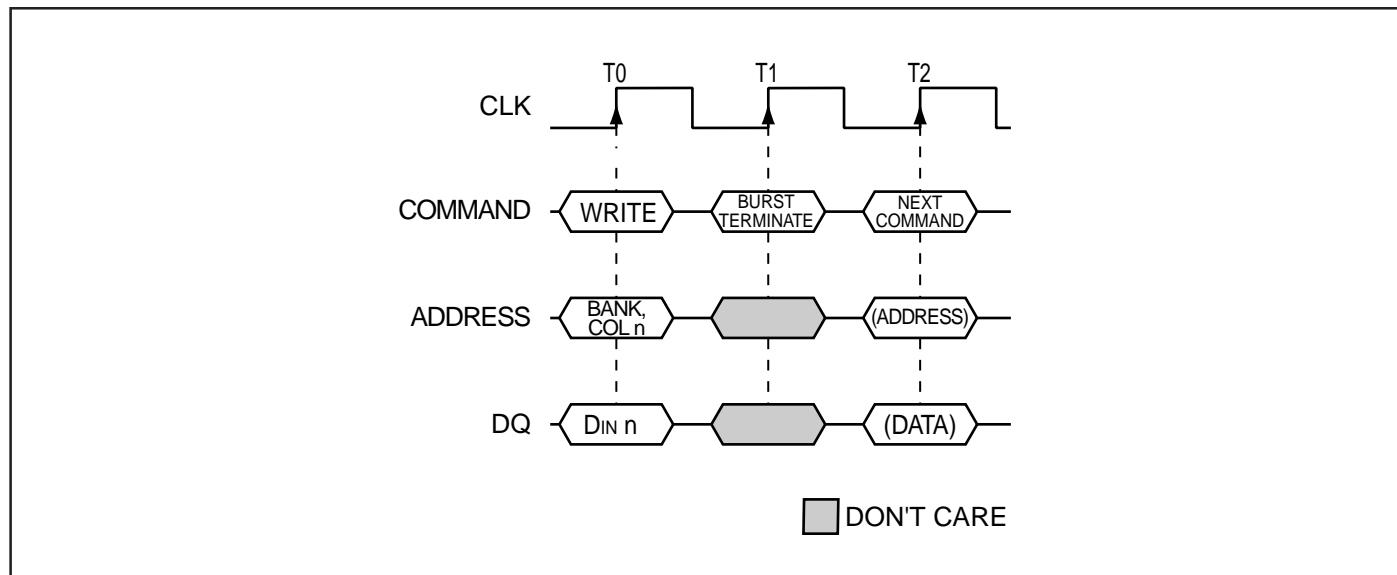 T0 T1 T2
CLK
COMMAND WRITE BURST TERMINATE NEXT COMMAND
ADDRESS BANK, COL n (ADDRESS)
DQ DIN n (DATA)
DON'T CARE